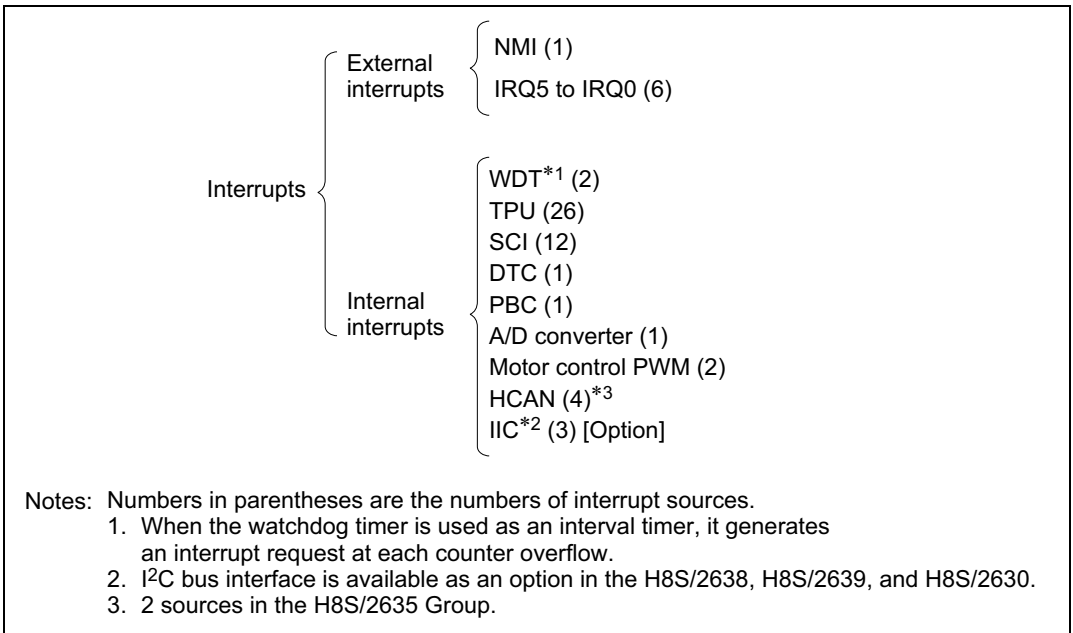 Interrupts
External
interrupts
NMI (1)
IRQ5 to IRQ0 (6)
Internal
interrupts
WDT*1 (2)
TPU (26)
SCI (12)
DTC (1)
PBC (1)
A/D converter (1)
Motor control PWM (2)
HCAN (4)*3
IIC*2 (3) [Option]
Notes: Numbers in parentheses are the numbers of interrupt sources.
1. When the watchdog timer is used as an interval timer, it generates
an interrupt request at each counter overflow.
2. I2C bus interface is available as an option in the H8S/2638, H8S/2639, and H8S/2630.
3. 2 sources in the H8S/2635 Group.